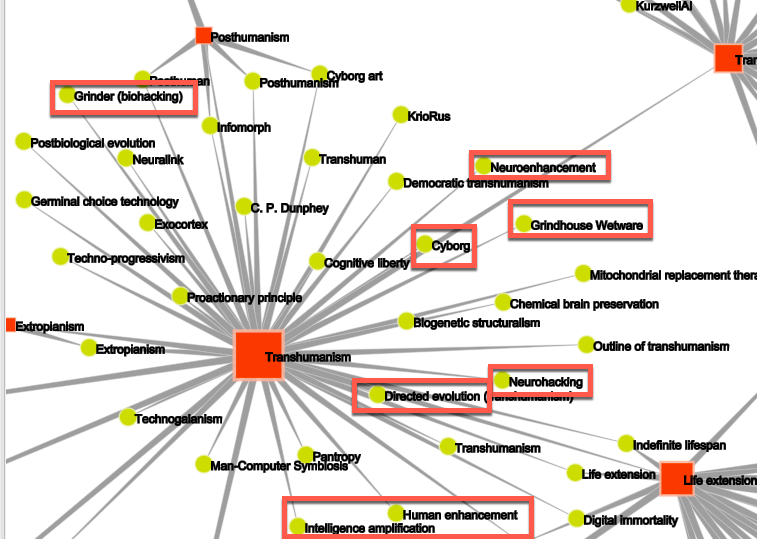 KurzweilAI
Posthumanism
Tran
Posthuman
Posthumanism
Cyborg art
Grinder (biohacking)
Infomorph
KrioRus
Postbiological evolution
Neuralink
Transhuman
Neuroenhancement
Democratic transhumanism
Germinal choice technology
C. P. Dunphey
Exocortex
Grindhouse Wetware
Cyborg
Techno-progressivism
Cognitive liberty
Mitochondrial replacement thera
Proactionary principle
Chemical brain preservation
Extropianism
Biogenetic structuralism
Extropianism
Outline of transhumanism
Transhumanism
Neurohacking
Directed evolution (transhumanism)
Technogaianism
Indefinite lifespan
Transhumanism
Pantropy
Man-Computer Symbiosis
Life extension
Life extension
Human enhancement
Digital immortality
Intelligence amplification